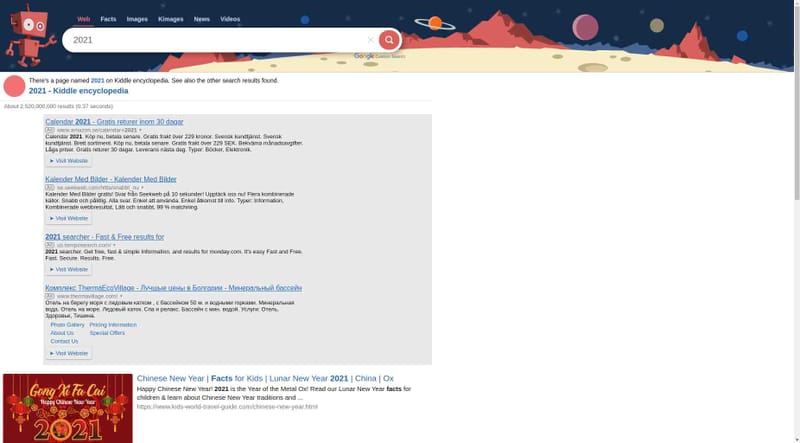 Web Facts Images Kimages News Videos
2021
Google Custom Search
There's a page named 2021 on Kiddle encyclopedia. See also the other search results found.
2021 - Kiddle encyclopedia
About 2,520,000,000 results (0.37 seconds)
Calendar 2021 - Gratis returer inom 30 dagar
Ad www.amazon.se/calendar+2021
Calendar 2021. Köp nu, betala senare. Gratis frakt över 229 kronor. Svensk kundtjänst. Svensk
kundtjänst. Brett sortiment. Köp nu, betala senare. Gratis frakt över 229 SEK. Bekväma månadsavgifter.
Låga priser. Gratis returer 30 dagar. Leverans nästa dag. Typer: Böcker, Elektronik.
► Visit Website
Kalender Med Bilder - Kalender Med Bilder
Ad se.seekweb.com/hitta/snabbt_nu
Kalender Med Bilder gratis! Svar från Seekweb på 10 sekunder! Upptäck oss nu! Flera kombinerade
källor. Snabb och pålitlig. Alla svar. Enkel att använda. Enkel åtkomst till info. Typer: Information,
Kombinerade webbresultat, Lätt och snabbt, 99 % matchning.
► Visit Website
2021 searcher - Fast & Free results for
Ad us.temposearch.com/
2021 searcher. Get free, fast & simple Information, and results for monday.com. It's easy Fast and Free.
Fast. Secure. Results. Free.
► Visit Website
Комплекс ThermaEcoVillage - Лучшые цены в Болгарии - Минеральный бассейн
Ad www.thermavillage.com/
Отель на берегу моря с ледовым катком , с бассейном 50 м. и водными горками. Минеральная
вода. Отель на море. Ледовый каток. Спа и релакс. Бассейн с мин. водой. Услуги: Отель,
Здоровье, Тишина.
Photo Gallery Pricing Information
About Us Special Offers
Contact Us
► Visit Website
Chinese New Year | Facts for Kids | Lunar New Year 2021 | China | Ox
Gong Xi Fa Cai
Happy Chinese New Year! 2021 is the Year of the Metal Ox! Read our Lunar New Year facts for
Happy Chinese New Year
children & learn about Chinese New Year traditions and ...
https://www.kids-world-travel-guide.com/chinese-new-year.html
2021